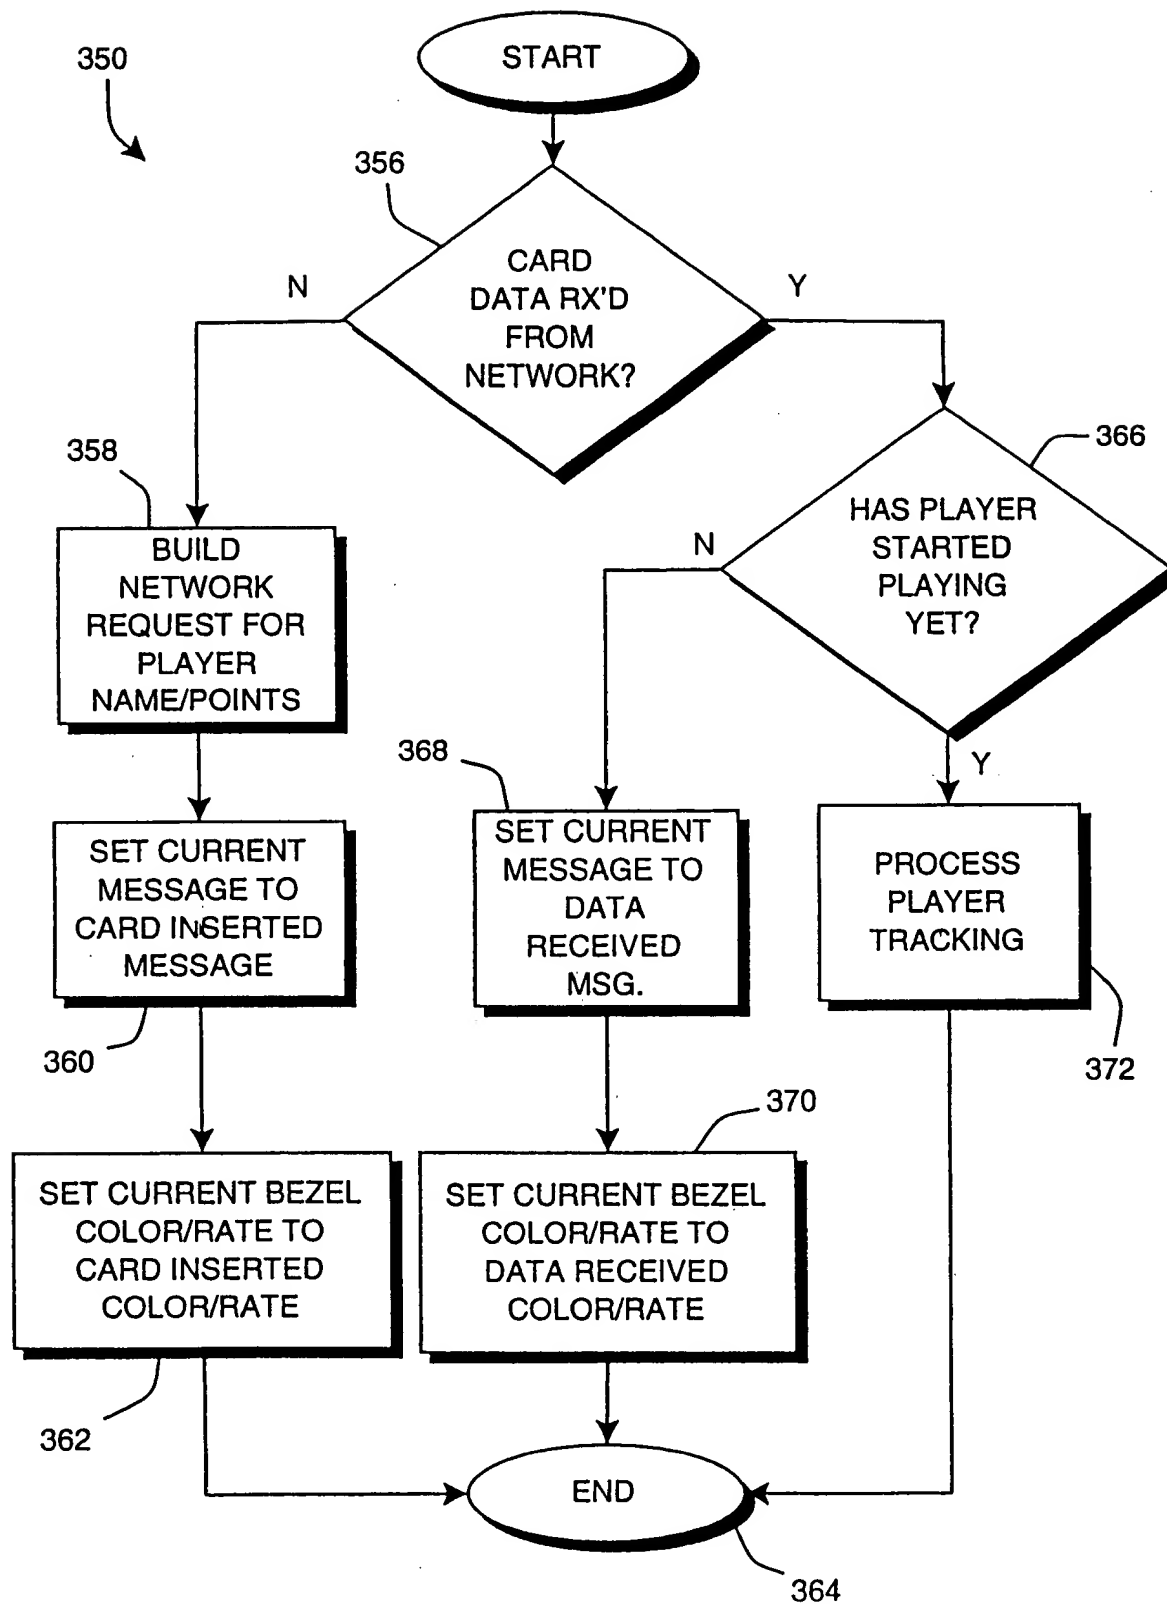 350
START
356
CARD
DATA RX'D
FROM
NETWORK?
N
Y
358
BUILD
NETWORK
REQUEST FOR
PLAYER
NAME/POINTS
366
HAS PLAYER
STARTED
PLAYING
YET?
N
Y
368
SET CURRENT
MESSAGE TO
DATA
RECEIVED
MSG.
PROCESS
PLAYER
TRACKING
372
SET CURRENT
MESSAGE TO
CARD INSERTED
MESSAGE
360
370
SET CURRENT BEZEL
COLOR/RATE TO
CARD INSERTED
COLOR/RATE
362
SET CURRENT BEZEL
COLOR/RATE TO
DATA RECEIVED
COLOR/RATE
END
364